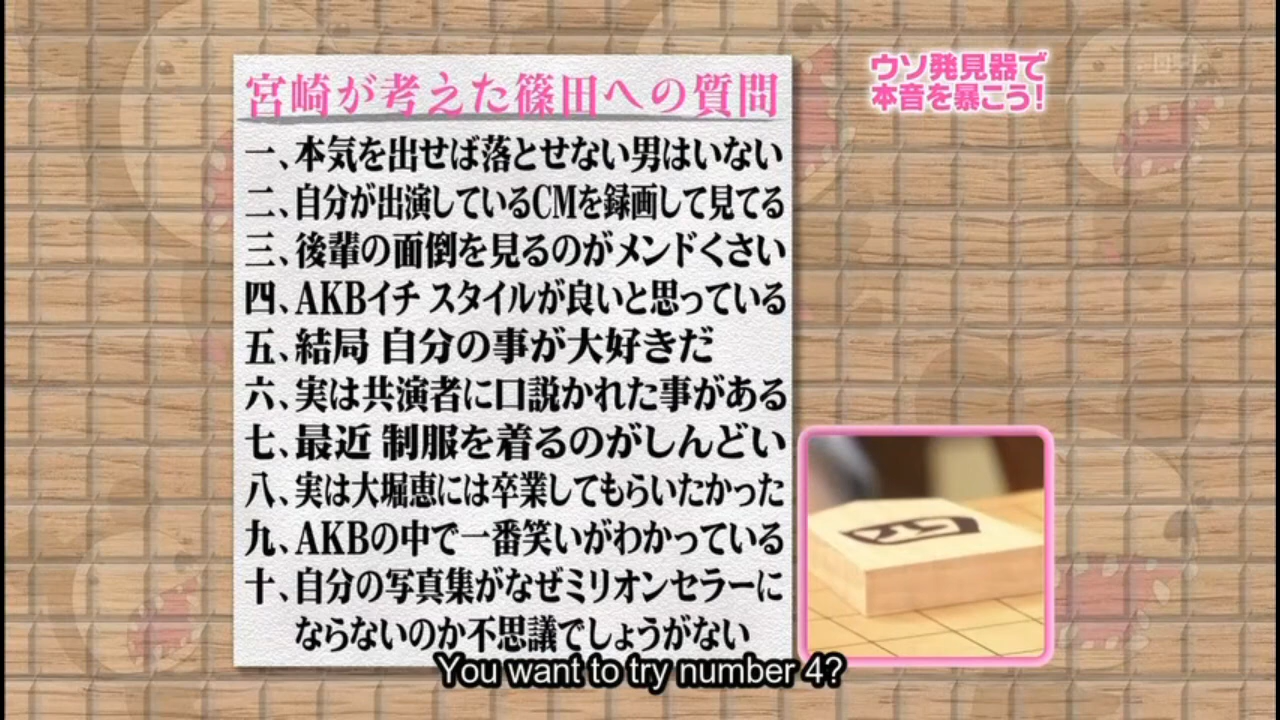 宮崎が考えた篠田への質問
一、本気を出せば落とせない男はいない
二、自分が出演しているCMを録画して見てる
三、後輩の面倒を見るのがメンドくさい
四、AKBイチ スタイルが良いと思っている
五、結局 自分の事が大好きだ
六、実は共演者に口説かれた事がある
七、最近 制服を着るのがしんどい
八、実は大堀恵には卒業してもらいたかった
九、AKBの中で一番笑いがわかっている
十、自分の写真集がなぜミリオンセラーに
ならないのか不思議でしょうがない
ウソ発見器で
本音を暴こう!
四
You want to try number 4?